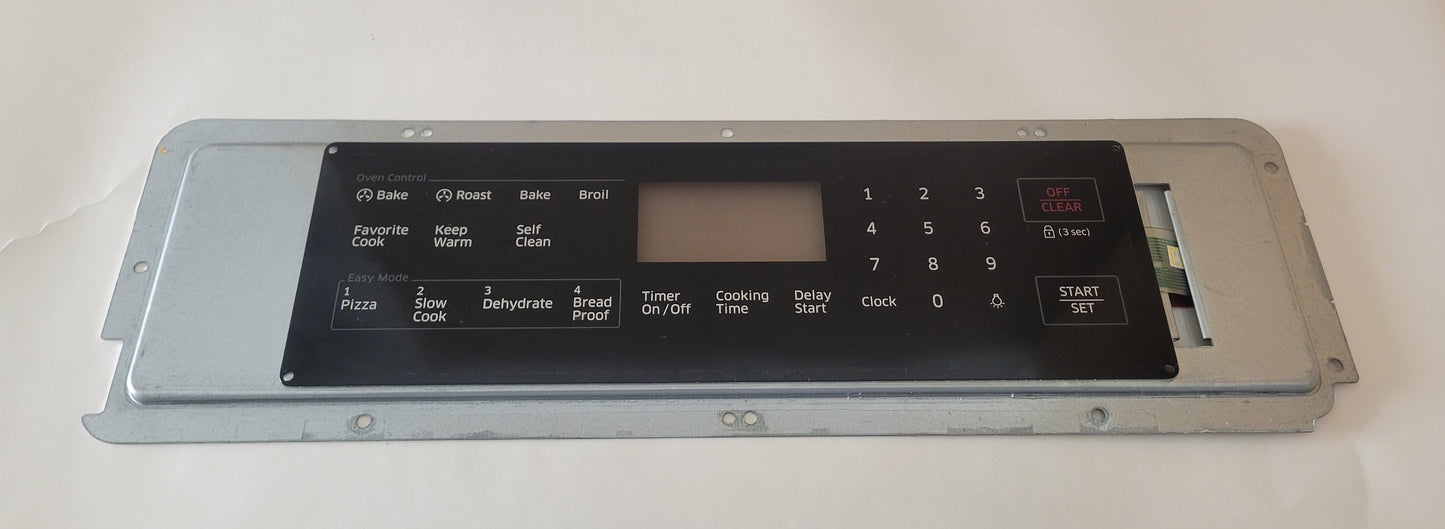 Oven Control
Bake
Roast
Bake
Broil
Favorite
Cook
Keep
Warm
Self
Clean
Easy Mode
1
Pizza
2
Slow
Cook
3
Dehydrate
4
Bread
Proof
Timer
On/Off
Cooking
Time
Delay
Start
1 2 3
4 5 6
7 8 9
Clock 0
OFF
CLEAR
(3 sec)
START
SET